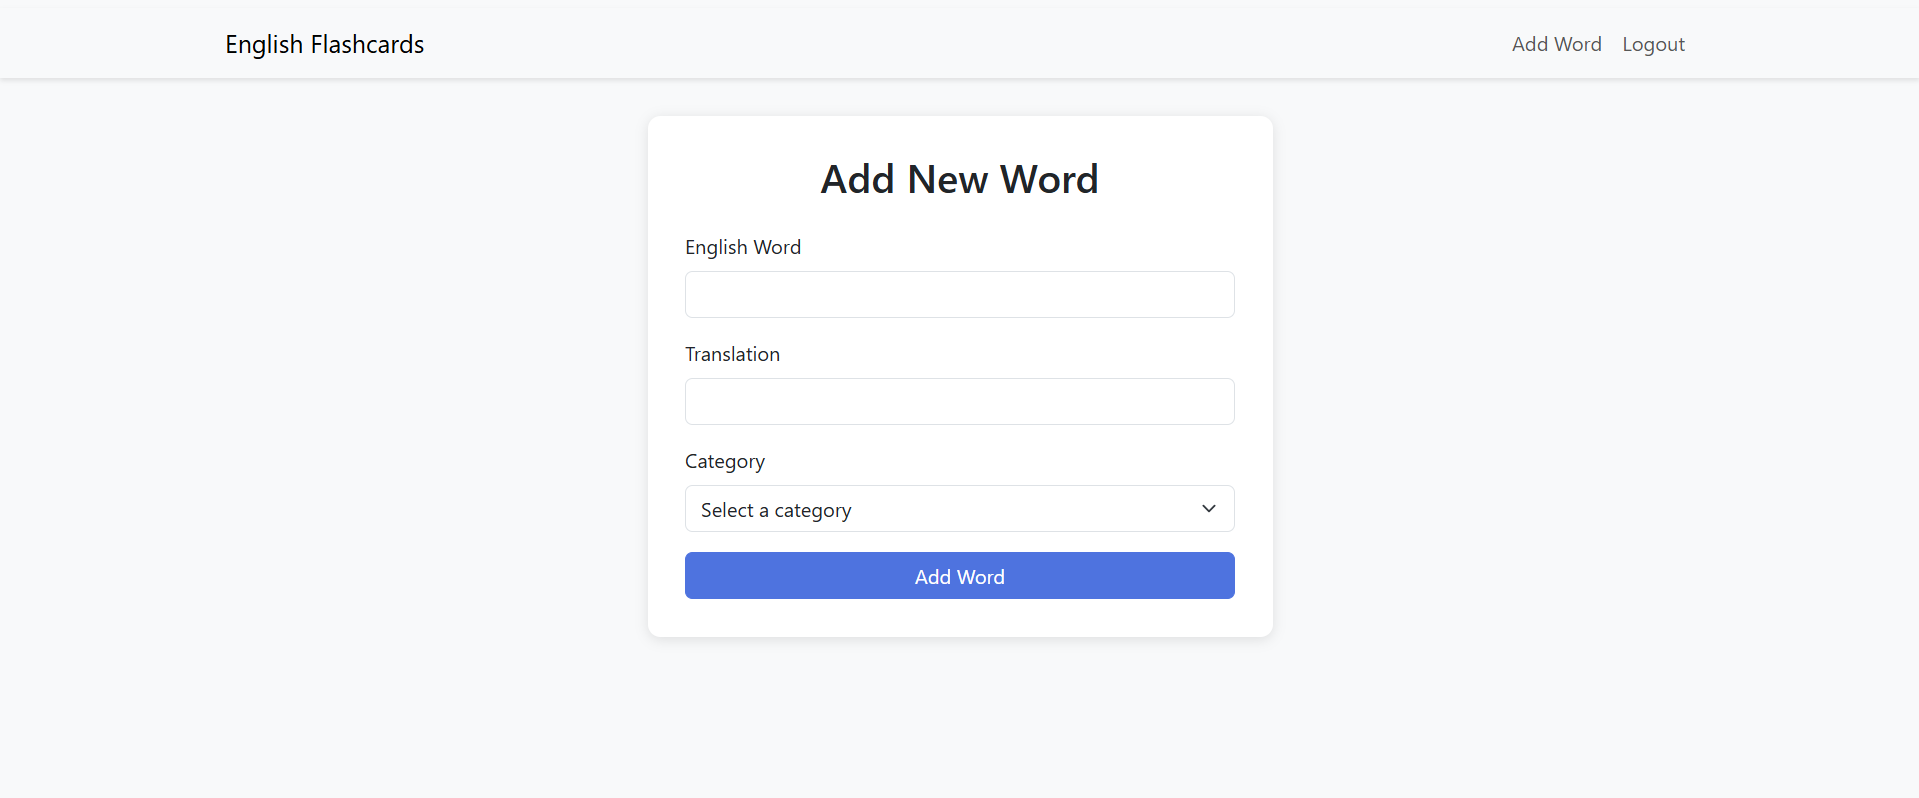 English Flashcards
Add Word Logout
Add New Word
English Word
Translation
Category
Select a category
Add Word